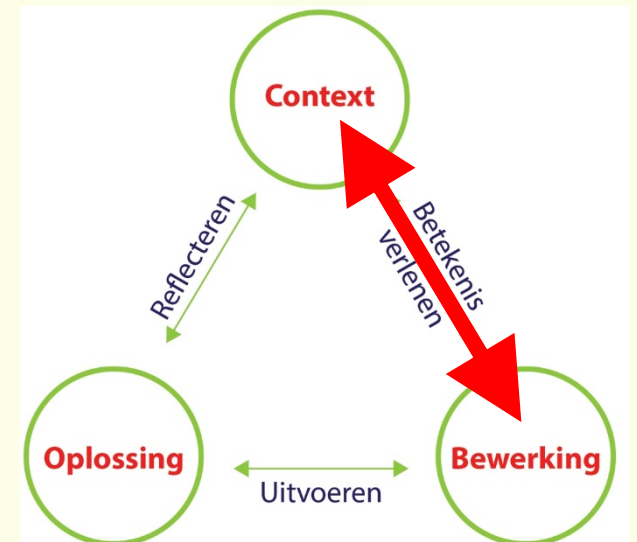 Context
Reflecteren
Betekenis
verlenen
Oplossing
Bewerking
Uitvoeren